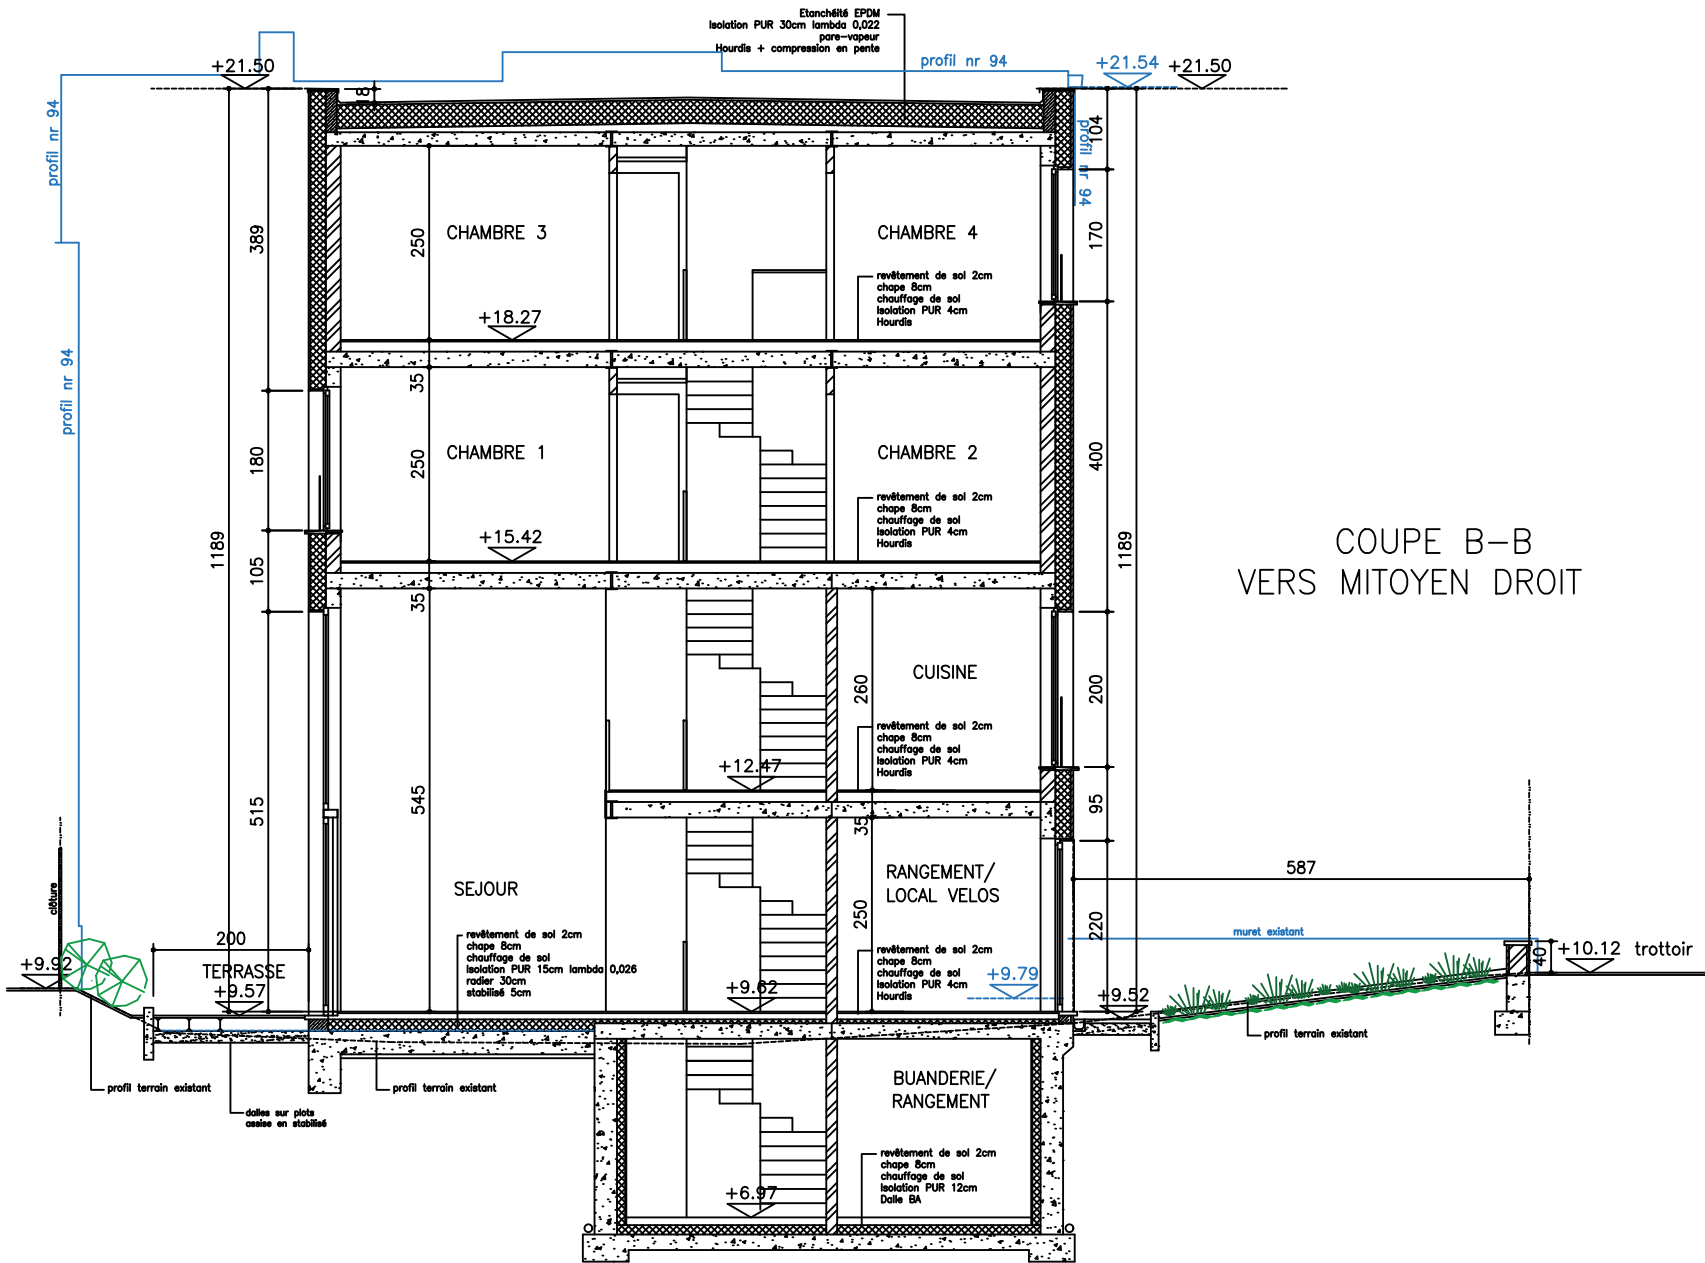 Etanchéité EPDM
Isolation PUR 30cm lambda 0,022
pare-vapeur
Hourdis + compression en pente
profil nr 94
+21.50
+21.54
+21.50
18
104
profil nr 94
profil nr 94
389
250
CHAMBRE 3
CHAMBRE 4
170
revêtement de sol 2cm
chape 8cm
chauffage de sol
Isolation PUR 4cm
Hourdis
+18.27
profil nr 94
35
180
250
CHAMBRE 1
CHAMBRE 2
400
revêtement de sol 2cm
chape 8cm
chauffage de sol
Isolation PUR 4cm
Hourdis
+15.42
1189
105
1189
COUPE B-B
VERS MITOYEN DROIT
35
CUISINE
260
200
revêtement de sol 2cm
chape 8cm
chauffage de sol
Isolation PUR 4cm
Hourdis
+12.47
515
545
35
95
587
clôture
SEJOUR
RANGEMENT/
LOCAL VELOS
250
220
200
revêtement de sol 2cm
chape 8cm
chauffage de sol
Isolation PUR 15cm lambda 0,026
radier 30cm
stabilisé 5cm
revêtement de sol 2cm
chape 8cm
chauffage de sol
Isolation PUR 4cm
Hourdis
muret existant
40
+10.12 trottoir
+9.92
TERRASSE
+9.57
+9.62
+9.79
+9.52
profil terrain existant
profil terrain existant
profil terrain existant
dalles sur plots
assise en stabilisé
BUANDERIE/
RANGEMENT
revêtement de sol 2cm
chape 8cm
chauffage de sol
Isolation PUR 12cm
Dalle BA
+6.97